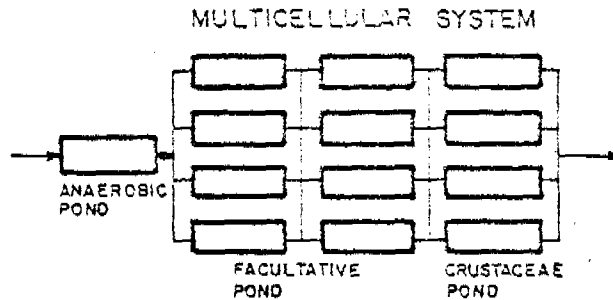 MULTICELLULAR SYSTEM
ANAEROBIC
POND
FACULTATIVE
POND
CRUSTACEAE
POND